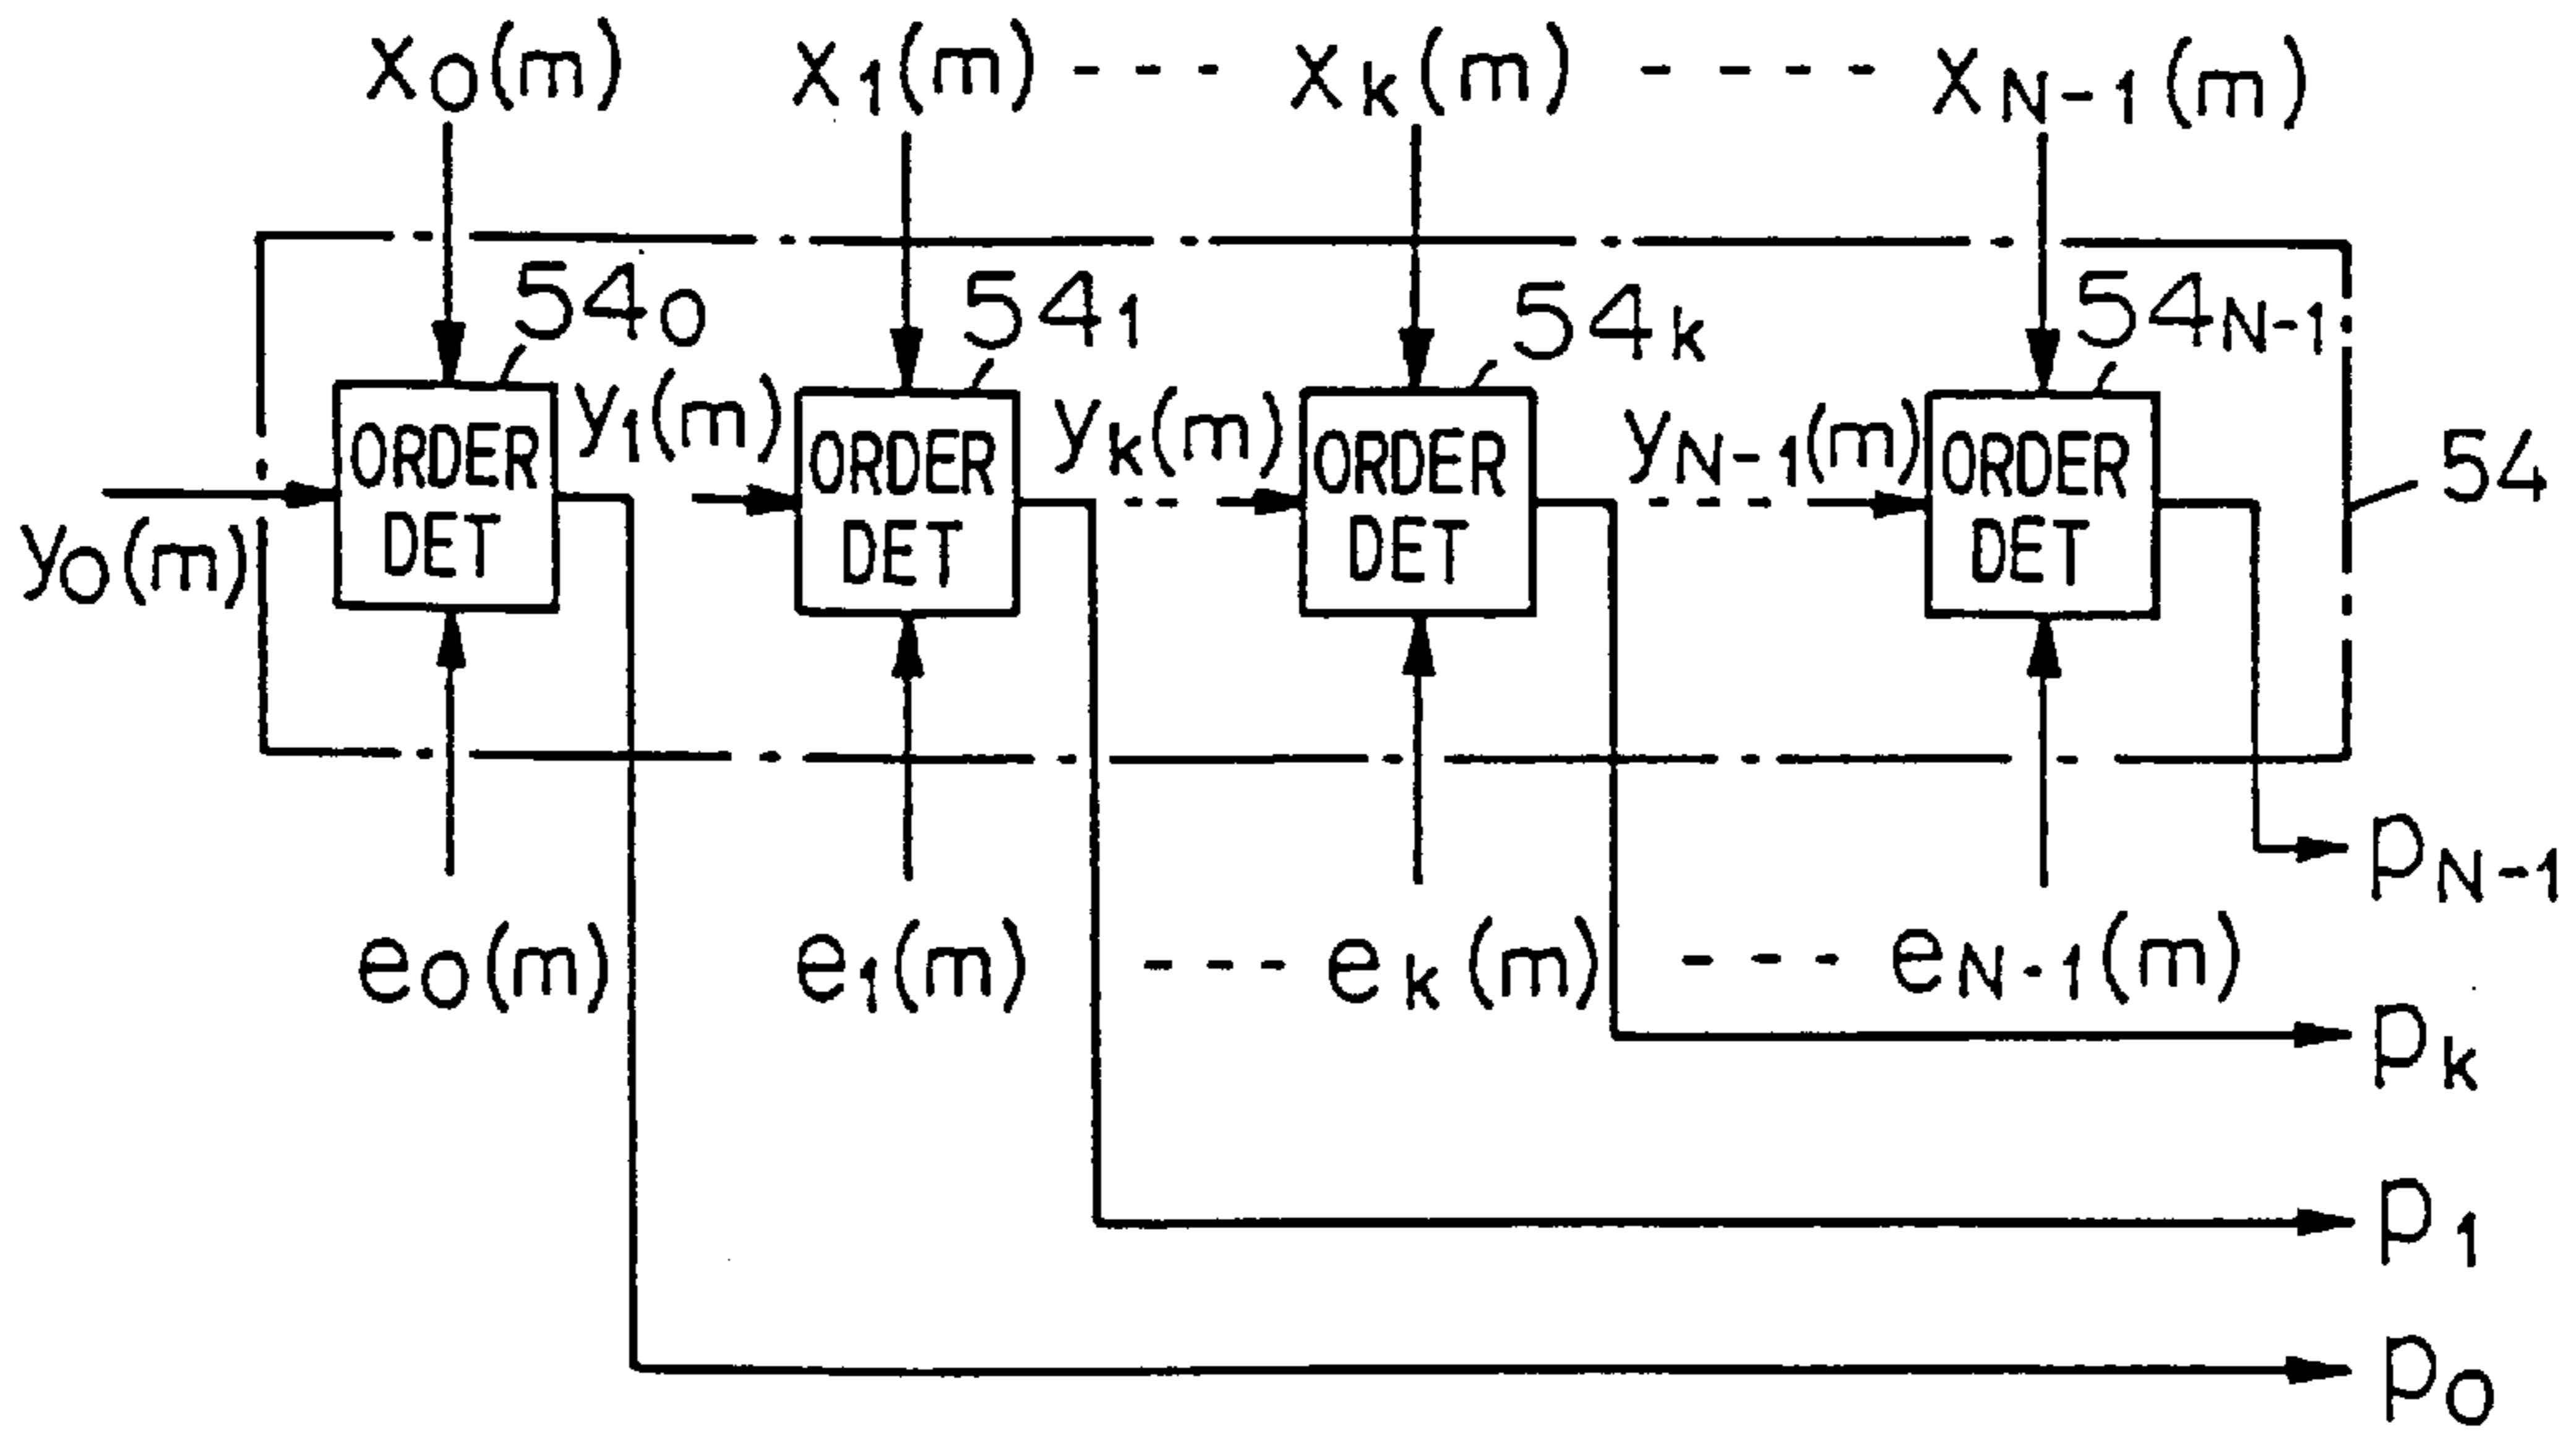 x0(m) x1(m) --- xk(m) ---- xN-1(m)
540 541 54k 54N-1
y0(m) ORDER DET y1(m) ORDER DET yk(m) ORDER DET yN-1(m) ORDER DET 54
e0(m) e1(m) --- ek(m) --- eN-1(m)
pN-1
pk
p1
p0